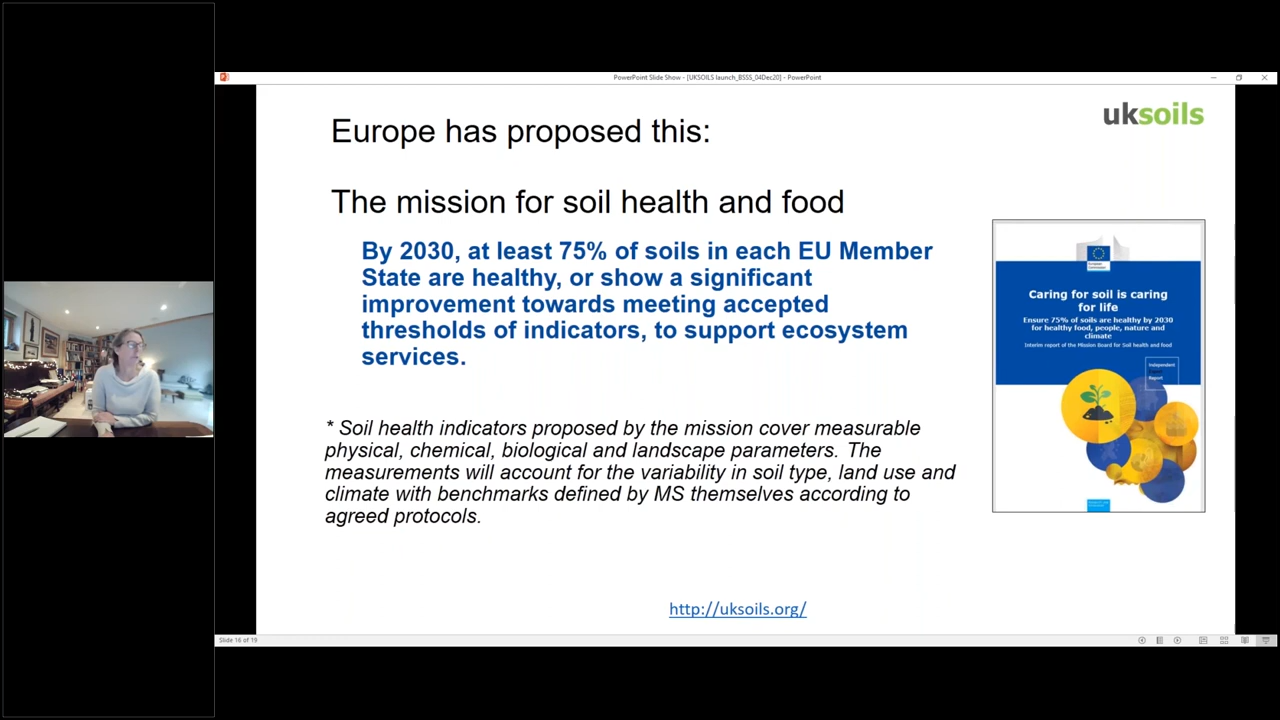 PowerPoint Slide Show - [UKSOILS launch_BSSS_04Dec20] - PowerPoint
uksoils
Europe has proposed this:
The mission for soil health and food
By 2030, at least 75% of soils in each EU Member
State are healthy, or show a significant
improvement towards meeting accepted
thresholds of indicators, to support ecosystem
services.
* Soil health indicators proposed by the mission cover measurable
physical, chemical, biological and landscape parameters. The
measurements will account for the variability in soil type, land use and
climate with benchmarks defined by MS themselves according to
agreed protocols.
Caring for soil is caring
for life
Ensure 75% of soils are healthy by 2030
for healthy food, people, nature and
climate
Interim report of the Mission Board for Soil health and food
Independent
Report
http://uksoils.org/
Slide 16 of 19